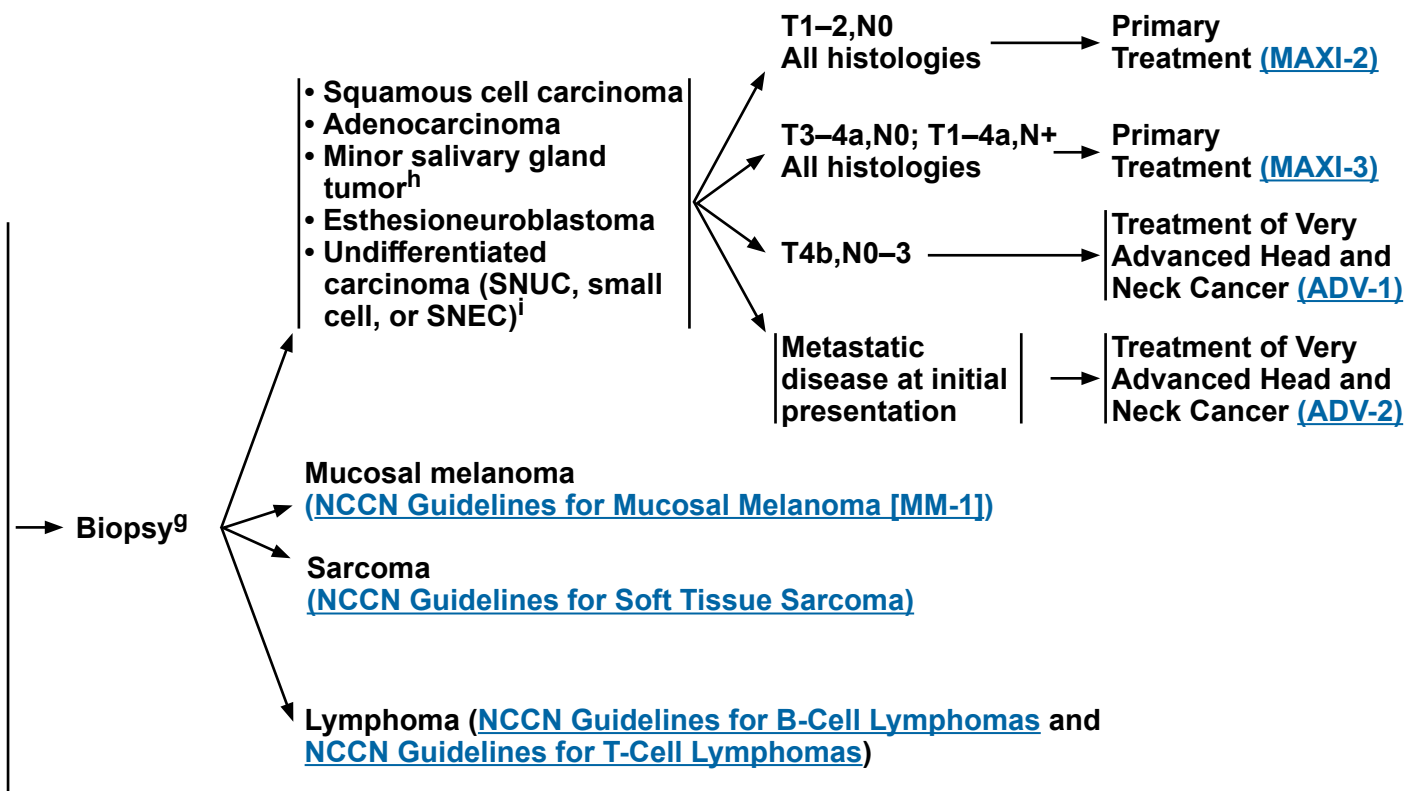 Biopsyg
• Squamous cell carcinoma
• Adenocarcinoma
• Minor salivary gland
tumorh
• Esthesioneuroblastoma
• Undifferentiated
carcinoma (SNUC, small
cell, or SNEC)i
T1–2,N0
All histologies
Primary
Treatment (MAXI-2)
T3–4a,N0; T1–4a,N+
All histologies
Primary
Treatment (MAXI-3)
T4b,N0–3
Treatment of Very
Advanced Head and
Neck Cancer (ADV-1)
Metastatic
disease at initial
presentation
Treatment of Very
Advanced Head and
Neck Cancer (ADV-2)
Mucosal melanoma
(NCCN Guidelines for Mucosal Melanoma [MM-1])
Sarcoma
(NCCN Guidelines for Soft Tissue Sarcoma)
Lymphoma (NCCN Guidelines for B-Cell Lymphomas and
NCCN Guidelines for T-Cell Lymphomas)